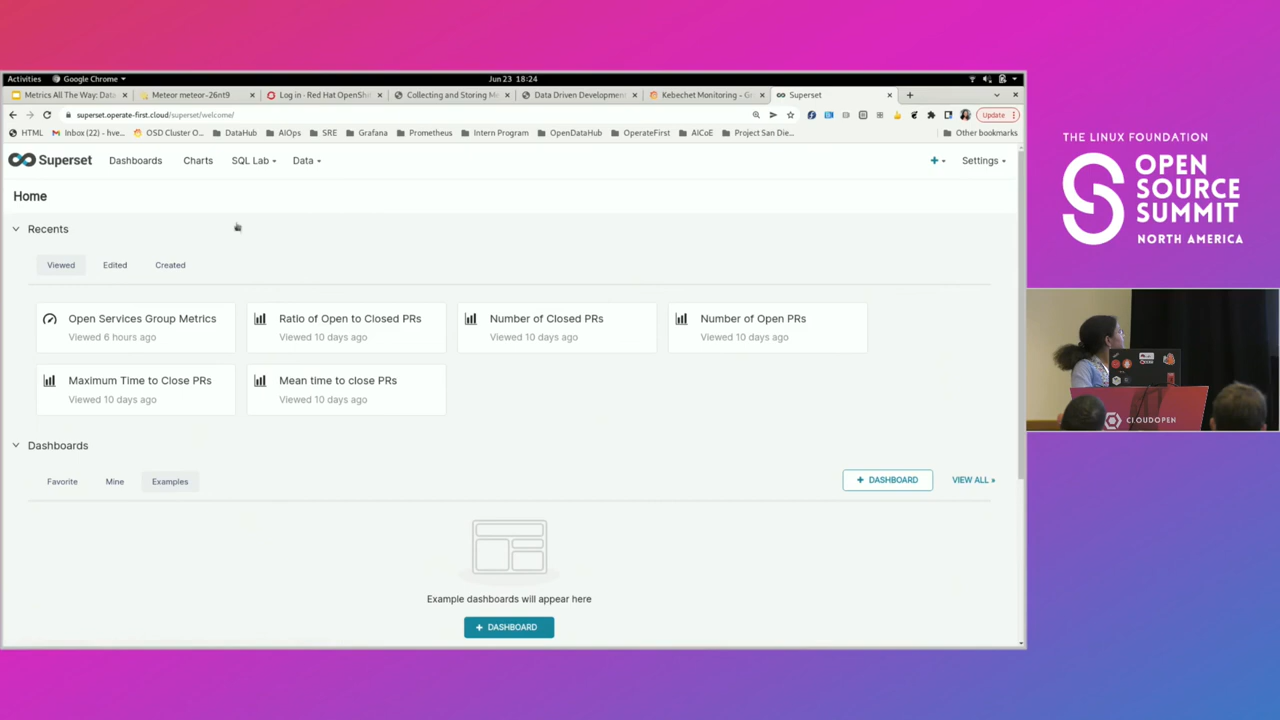 Activities
Google Chrome
Jun 23 18:24
Metrics All The Way: Data
Meteor meteor-26nt9
Log in · Red Hat OpenShi
Collecting and Storing Me
Data Driven Development
Kebechet Monitoring - Gr
Superset
superset.operate-first.cloud/superset/welcome/
Update
HTML
Inbox (22) - hve...
OSD Cluster O...
DataHub
AIOps
SRE
Grafana
Prometheus
Intern Program
OpenDataHub
OperateFirst
AICoE
Project San Die...
Other bookmarks
Superset
Dashboards
Charts
SQL Lab
Data
Settings
Home
Recents
Viewed
Edited
Created
Open Services Group Metrics
Viewed 6 hours ago
Ratio of Open to Closed PRs
Viewed 10 days ago
Number of Closed PRs
Viewed 10 days ago
Number of Open PRs
Viewed 10 days ago
Maximum Time to Close PRs
Viewed 10 days ago
Mean time to close PRs
Viewed 10 days ago
Dashboards
Favorite
Mine
Examples
+ DASHBOARD
VIEW ALL »
Example dashboards will appear here
+ DASHBOARD
THE LINUX FOUNDATION
OPEN
SOURCE
SUMMIT
NORTH AMERICA
CLOUDOPEN